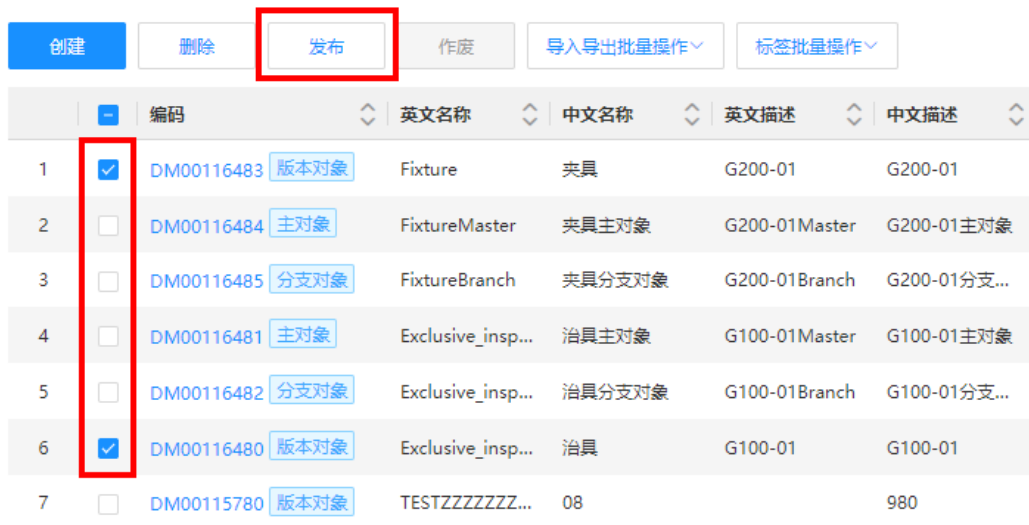 创建 删除 发布 作废 导入导出批量操作 标签批量操作
编码 英文名称 中文名称 英文描述 中文描述
1 DM00116483 版本对象 Fixture 夹具 G200-01 G200-01
2 DM00116484 主对象 FixtureMaster 夹具主对象 G200-01Master G200-01主对象
3 DM00116485 分支对象 FixtureBranch 夹具分支对象 G200-01Branch G200-01分支...
4 DM00116481 主对象 Exclusive_insp... 治具主对象 G100-01Master G100-01主对象
5 DM00116482 分支对象 Exclusive_insp... 治具分支对象 G100-01Branch G100-01分支...
6 DM00116480 版本对象 Exclusive_insp... 治具 G100-01 G100-01
7 DM00115780 版本对象 TESTZZZZZZZ... 08 980